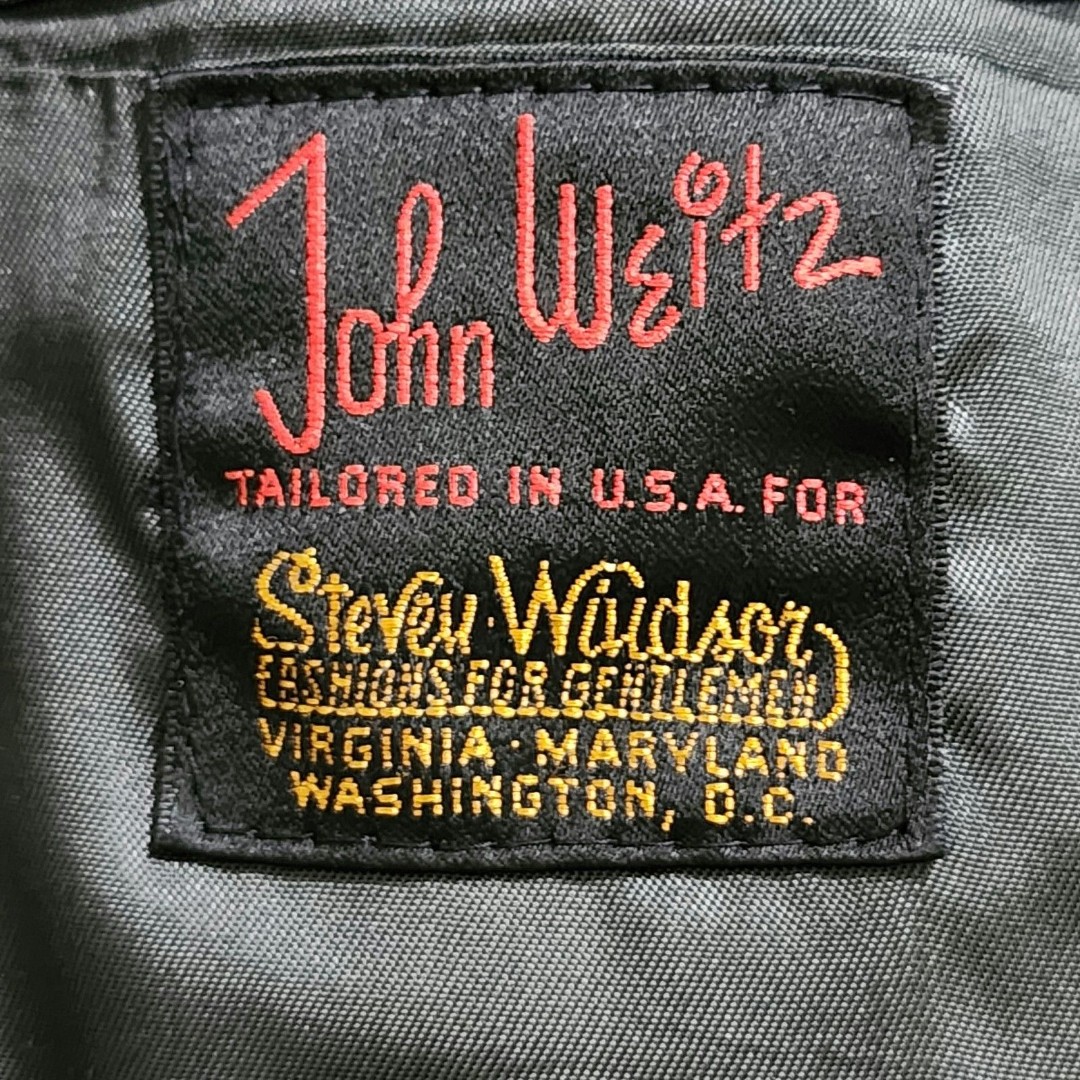 John Weitz
TAILORED IN U.S.A. FOR
Steven·Windsor
FASHIONS FOR GENTLEMEN
VIRGINIA·MARYLAND
WASHINGTON, D.C.